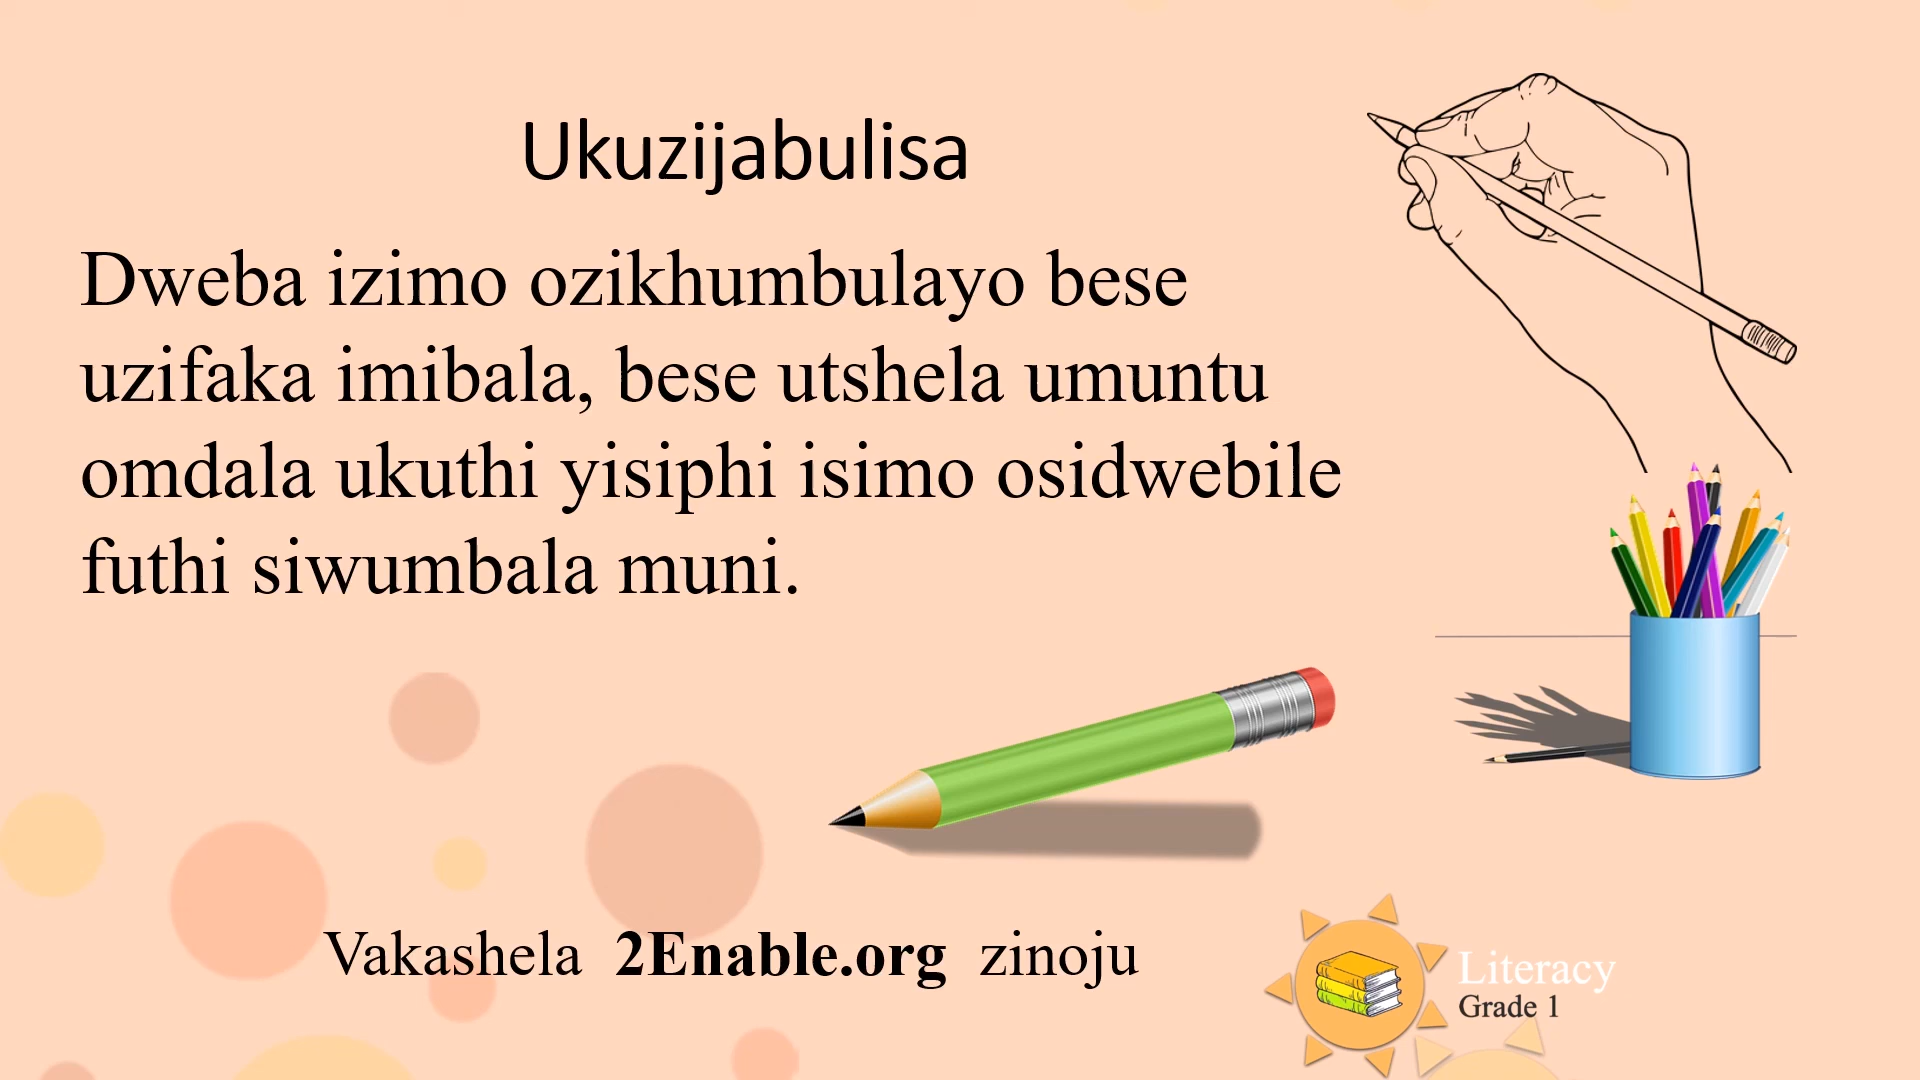 Ukuzijabulisa
Dweba izimo ozikhumbulayo bese
uzifaka imibala, bese utshela umuntu
omdala ukuthi yisiphi isimo osidwebile
futhi siwumbala muni.
Vakashela 2Enable.org zinoju
Literacy
Grade 1